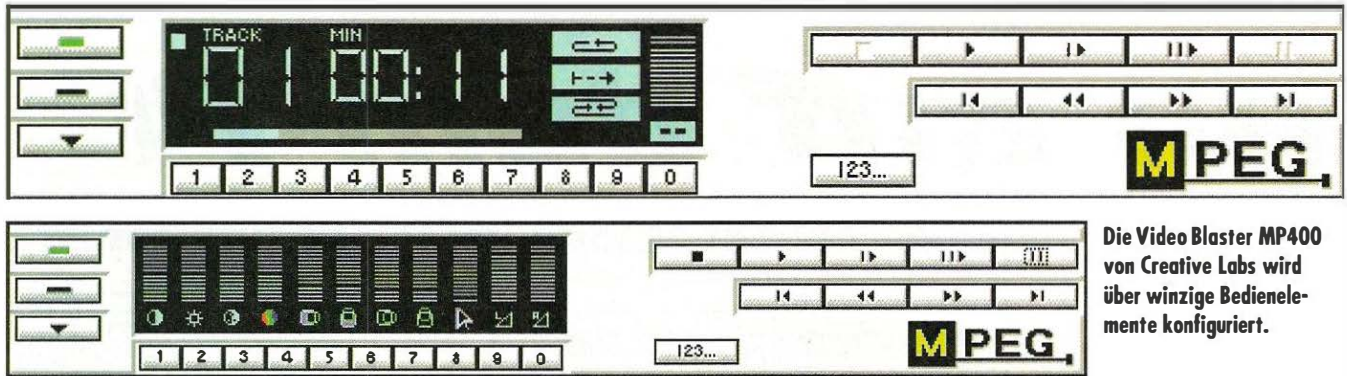 TRACK MIN
01 00:11
1 2 3 4 5 6 7 8 9 0
123...
MPEG
1 2 3 4 5 6 7 8 9 0
123...
MPEG
Die Video Blaster MP400
von Creative Labs wird
über winzige Bedienele-
mente konfiguriert.